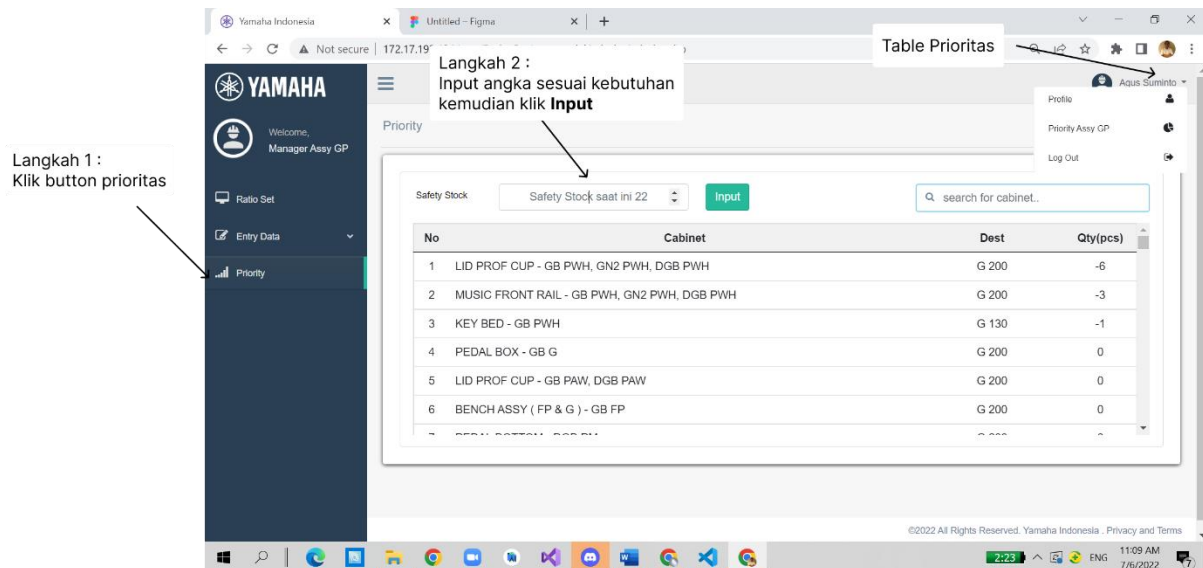 Yamaha Indonesia
Untitled – Figma
Not secure
172.17.19
Table Prioritas
Langkah 2 :
Input angka sesuai kebutuhan
kemudian klik Input
YAMAHA
Agus Suminto
Profile
Priority Assy GP
Log Out
Welcome,
Manager Assy GP
Priority
Langkah 1 :
Klik button prioritas
Ratio Set
Entry Data
Priority
Safety Stock
Safety Stock saat ini 22
Input
search for cabinet..
No Cabinet Dest Qty(pcs)
1 LID PROF CUP - GB PWH, GN2 PWH, DGB PWH G 200 -6
2 MUSIC FRONT RAIL - GB PWH, GN2 PWH, DGB PWH G 200 -3
3 KEY BED - GB PWH G 130 -1
4 PEDAL BOX - GB G G 200 0
5 LID PROF CUP - GB PAW, DGB PAW G 200 0
6 BENCH ASSY ( FP & G ) - GB FP G 200 0
©2022 All Rights Reserved. Yamaha Indonesia . Privacy and Terms
2:23
ENG
11:09 AM
7/6/2022
7